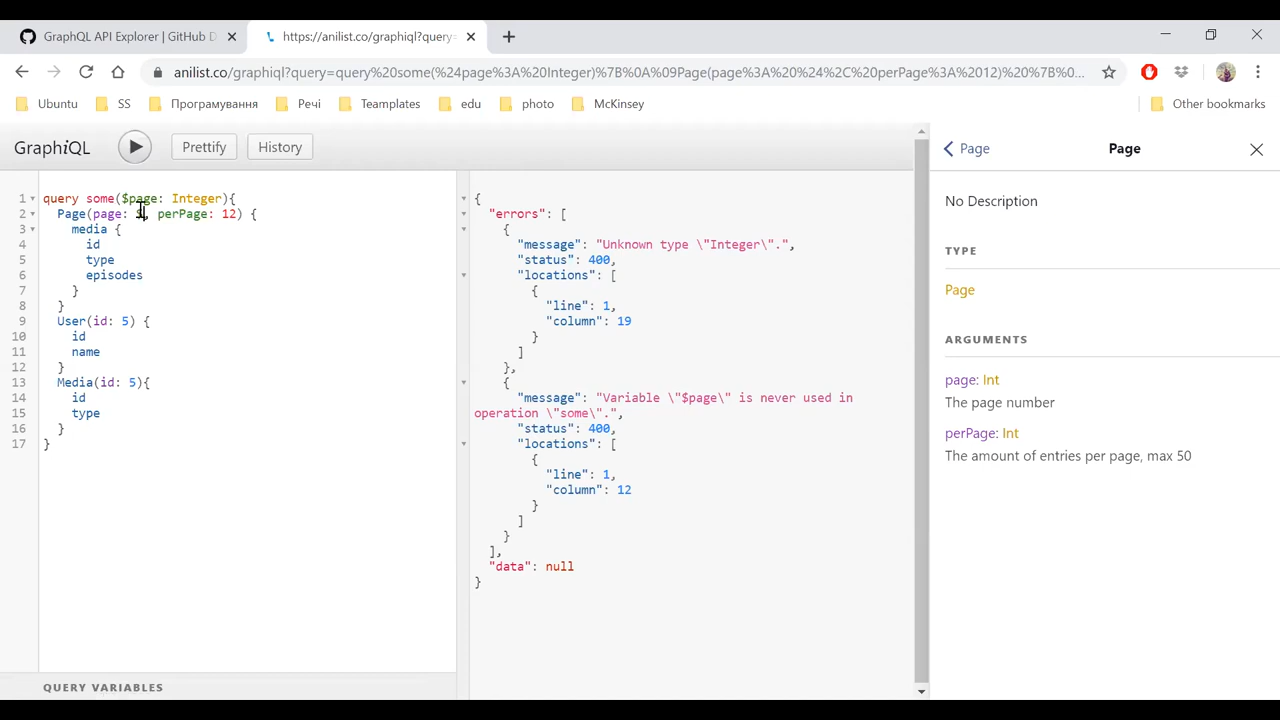 GraphQL API Explorer | GitHub D
https://anilist.co/graphiql?query=
anilist.co/graphiql?query=query%20some(%24page%3A%20Integer)%7B%0A%09Page(page%3A%20%24%2C%20perPage%3A%2012)%20%7B%0...
Ubuntu SS Програмування Речі Templates edu photo McKinsey Other bookmarks
GraphiQL Prettify History
1 query some($page: Integer){
2 Page(page: $, perPage: 12) {
3 media {
4 id
5 type
6 episodes
7 }
8 }
9 User(id: 5) {
10 id
11 name
12 }
13 Media(id: 5){
14 id
15 type
16 }
17 }
QUERY VARIABLES
{
"errors": [
{
"message": "Unknown type \"Integer\".",
"status": 400,
"locations": [
{
"line": 1,
"column": 19
}
]
},
{
"message": "Variable \"$page\" is never used in
operation \"some\".",
"status": 400,
"locations": [
{
"line": 1,
"column": 12
}
]
}
],
"data": null
}
Page Page
No Description
TYPE
Page
ARGUMENTS
page: Int
The page number
perPage: Int
The amount of entries per page, max 50